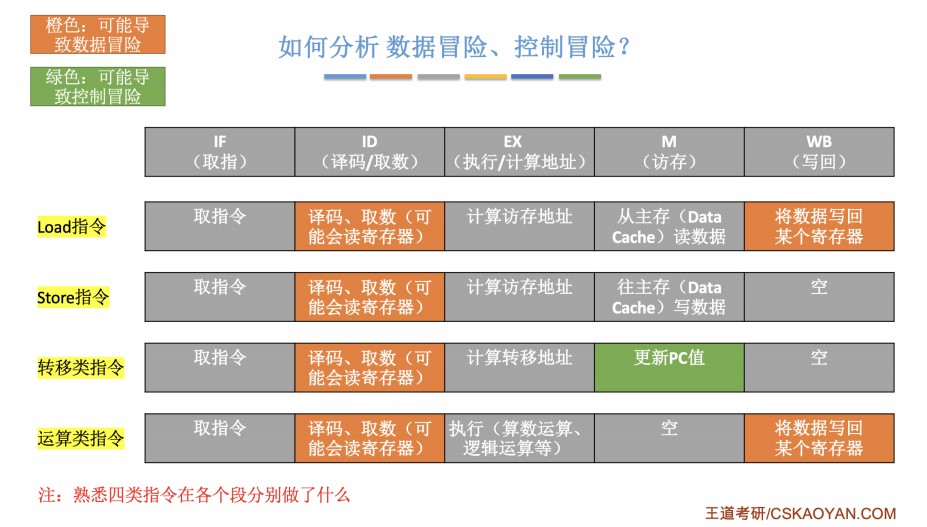 橙色：可能导
致数据冒险
绿色：可能导
致控制冒险
如何分析 数据冒险、控制冒险？
IF
（取指）
ID
（译码/取数）
EX
（执行/计算地址）
M
（访存）
WB
（写回）
Load指令
取指令
译码、取数（可
能会读寄存器）
计算访存地址
从主存（Data
Cache）读数据
将数据写回
某个寄存器
Store指令
取指令
译码、取数（可
能会读寄存器）
计算访存地址
往主存（Data
Cache）写数据
空
转移类指令
取指令
译码、取数（可
能会读寄存器）
计算转移地址
更新PC值
空
运算类指令
取指令
译码、取数（可
能会读寄存器）
执行（算数运算、
逻辑运算等）
空
将数据写回
某个寄存器
注：熟悉四类指令在各个段分别做了什么
王道考研/CSKAOYAN.COM